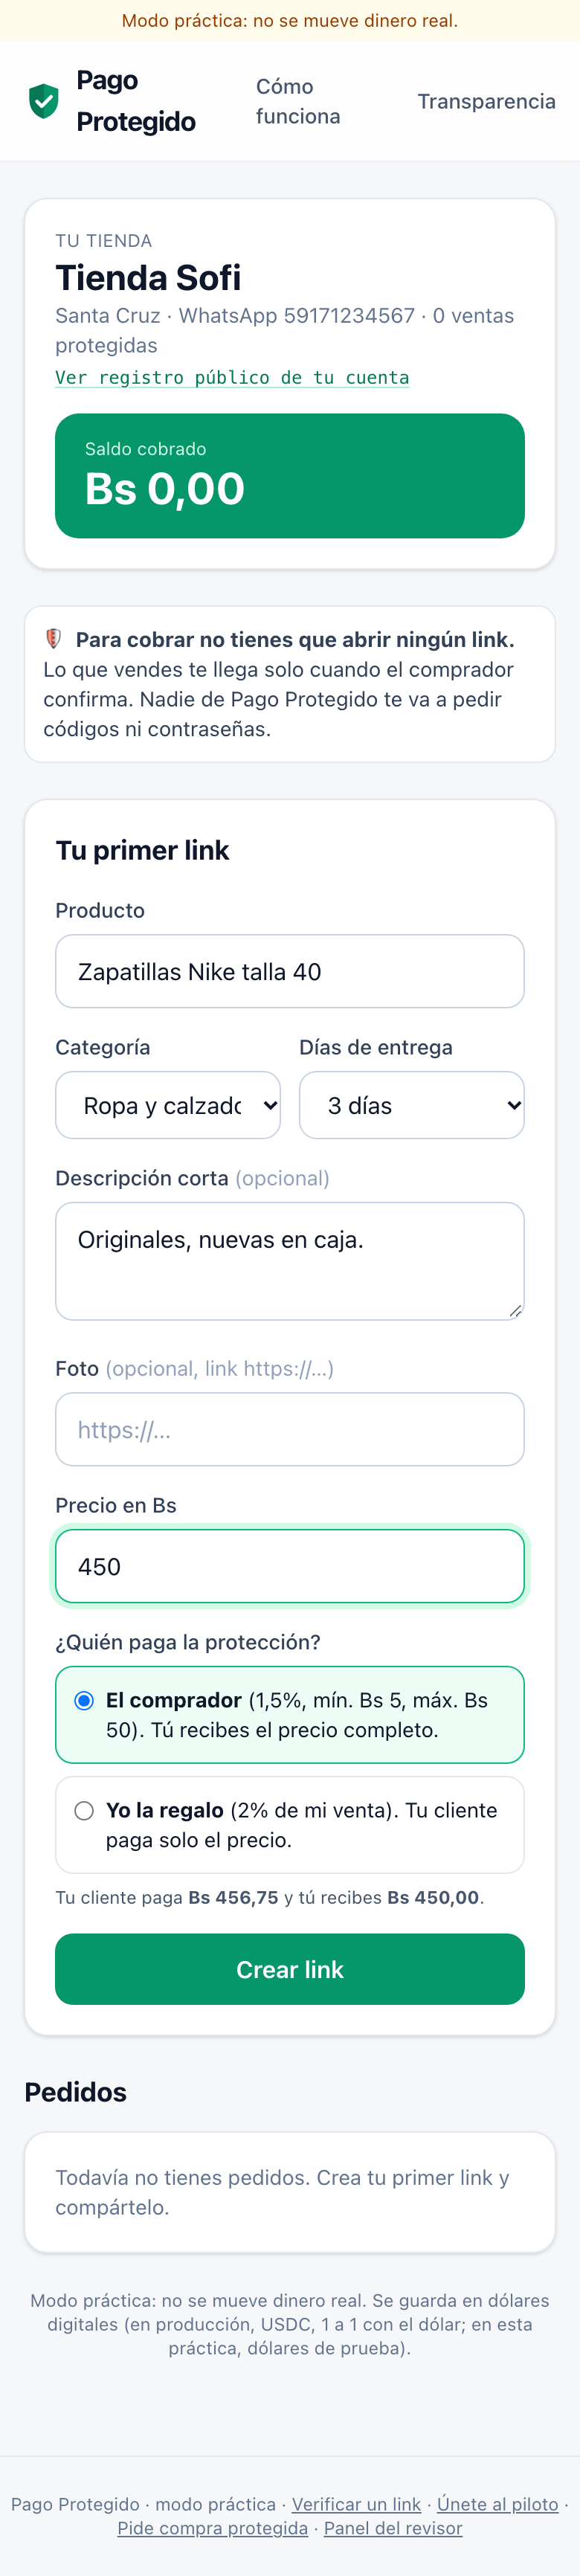 Modo práctica: no se mueve dinero real.
Pago
Protegido
Cómo
funciona
Transparencia
TU TIENDA
Tienda Sofi
Santa Cruz · WhatsApp 59171234567 · 0 ventas
protegidas
Ver registro público de tu cuenta
Saldo cobrado
Bs 0,00
Para cobrar no tienes que abrir ningún link.
Lo que vendes te llega solo cuando el comprador
confirma. Nadie de Pago Protegido te va a pedir
códigos ni contraseñas.
Tu primer link
Producto
Zapatillas Nike talla 40
Categoría
Días de entrega
Ropa y calzado
3 días
Descripción corta (opcional)
Originales, nuevas en caja.
Foto (opcional, link https://...)
https://...
Precio en Bs
450
¿Quién paga la protección?
El comprador (1,5%, mín. Bs 5, máx. Bs
50). Tú recibes el precio completo.
Yo la regalo (2% de mi venta). Tu cliente
paga solo el precio.
Tu cliente paga Bs 456,75 y tú recibes Bs 450,00.
Crear link
Pedidos
Todavía no tienes pedidos. Crea tu primer link y
compártelo.
Modo práctica: no se mueve dinero real. Se guarda en dólares
digitales (en producción, USDC, 1 a 1 con el dólar; en esta
práctica, dólares de prueba).
Pago Protegido · modo práctica · Verificar un link · Únete al piloto ·
Pide compra protegida · Panel del revisor